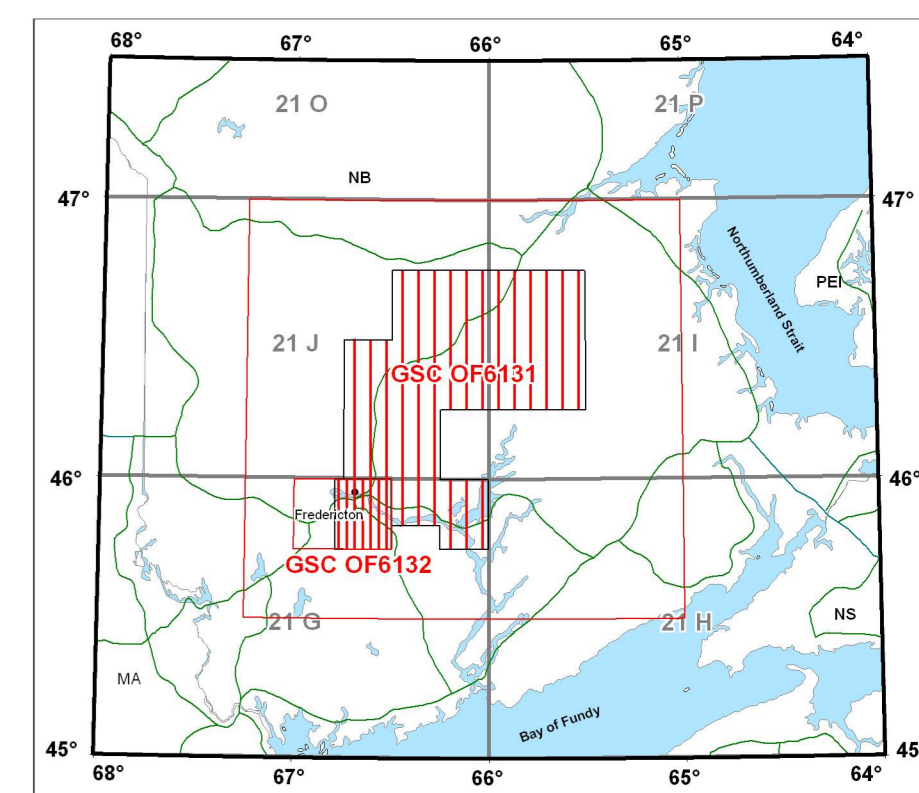 68°
67°
66°
65°
64°
21 O
21 P
NB
47°
47°
Northumberland Strait
PEI
21 J
21 I
GSC OF6131
46°
46°
Fredericton
GSC OF6132
21 G
21 H
NS
MA
Bay of Fundy
45°
45
68°
67°
66°
65°
64°